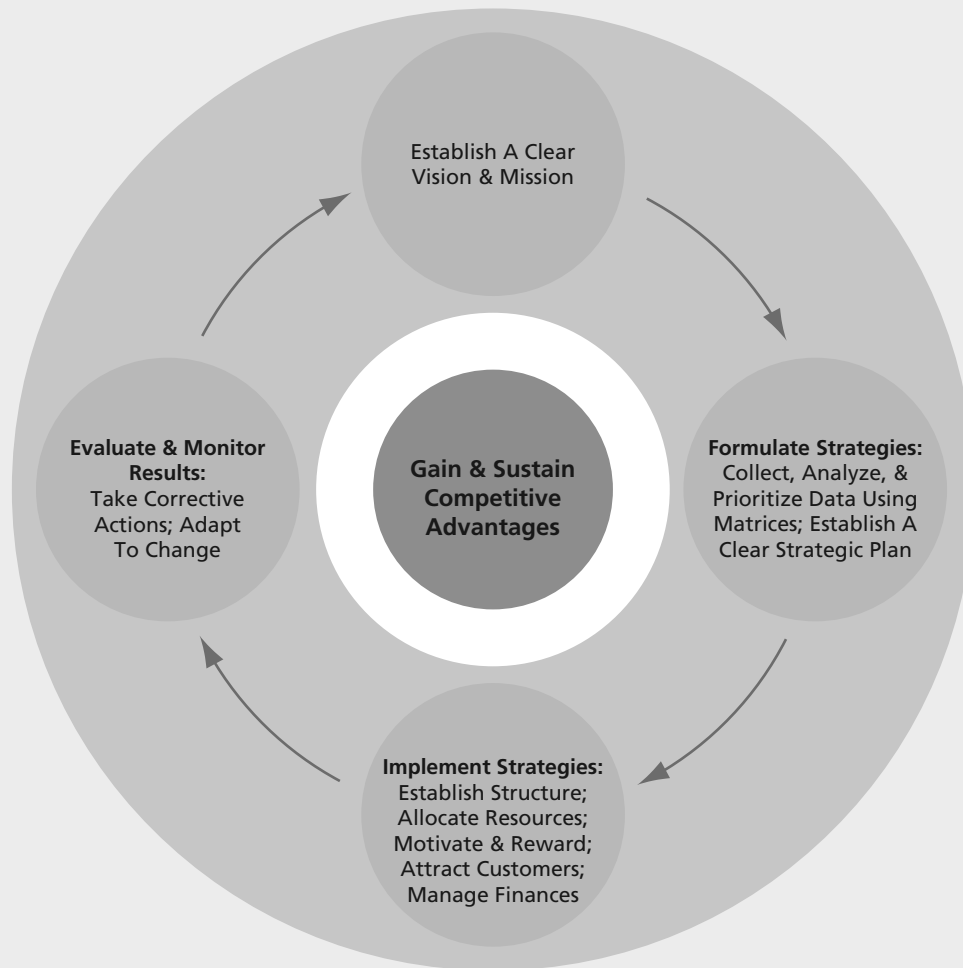 Establish A Clear
Vision & Mission
Formulate Strategies:
Collect, Analyze, &
Prioritize Data Using
Matrices; Establish A
Clear Strategic Plan
Implement Strategies:
Establish Structure;
Allocate Resources;
Motivate & Reward;
Attract Customers;
Manage Finances
Evaluate & Monitor
Results:
Take Corrective
Actions; Adapt
To Change
Gain & Sustain
Competitive
Advantages